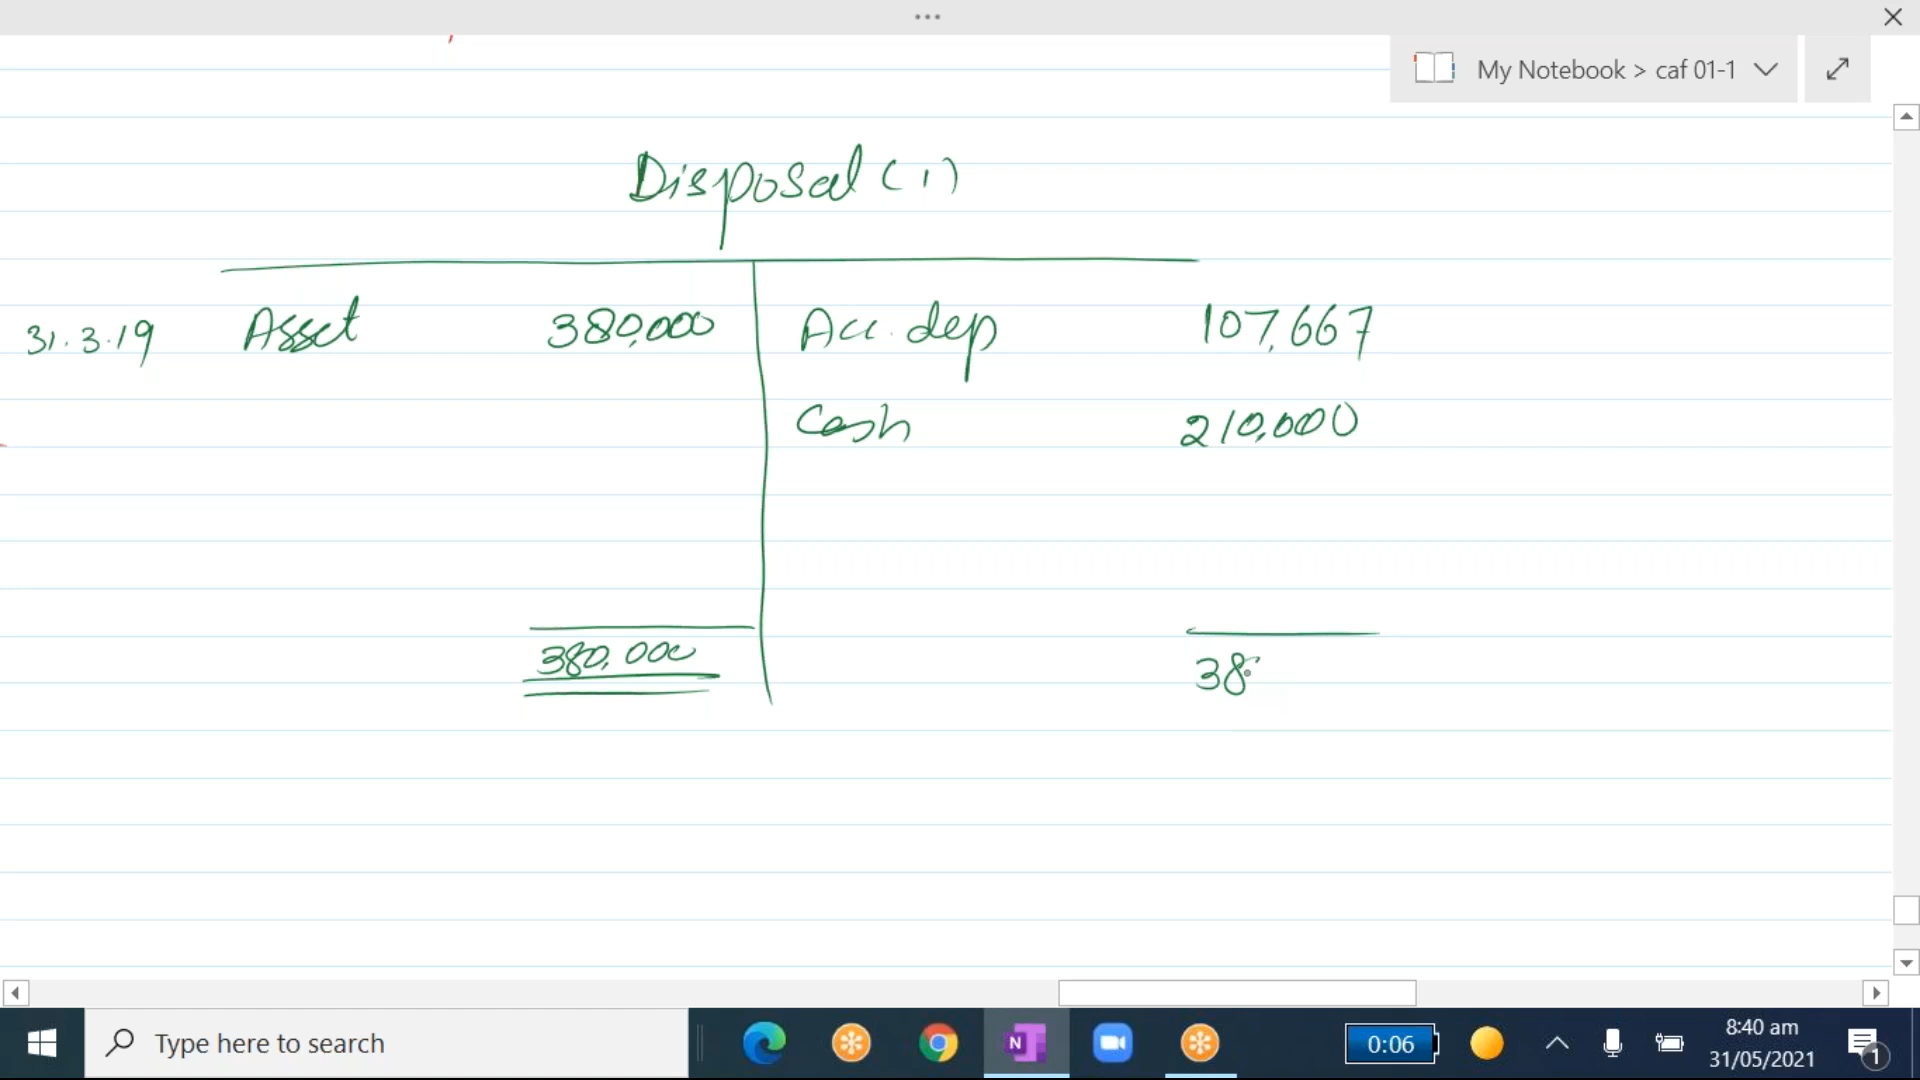 My Notebook > caf 01-1
Disposal (1)
31.3.19 Asset 380,000 Acc. dep 107,667
Cash 210,000
380,000 38
Type here to search
0:06
8:40 am
31/05/2021
1